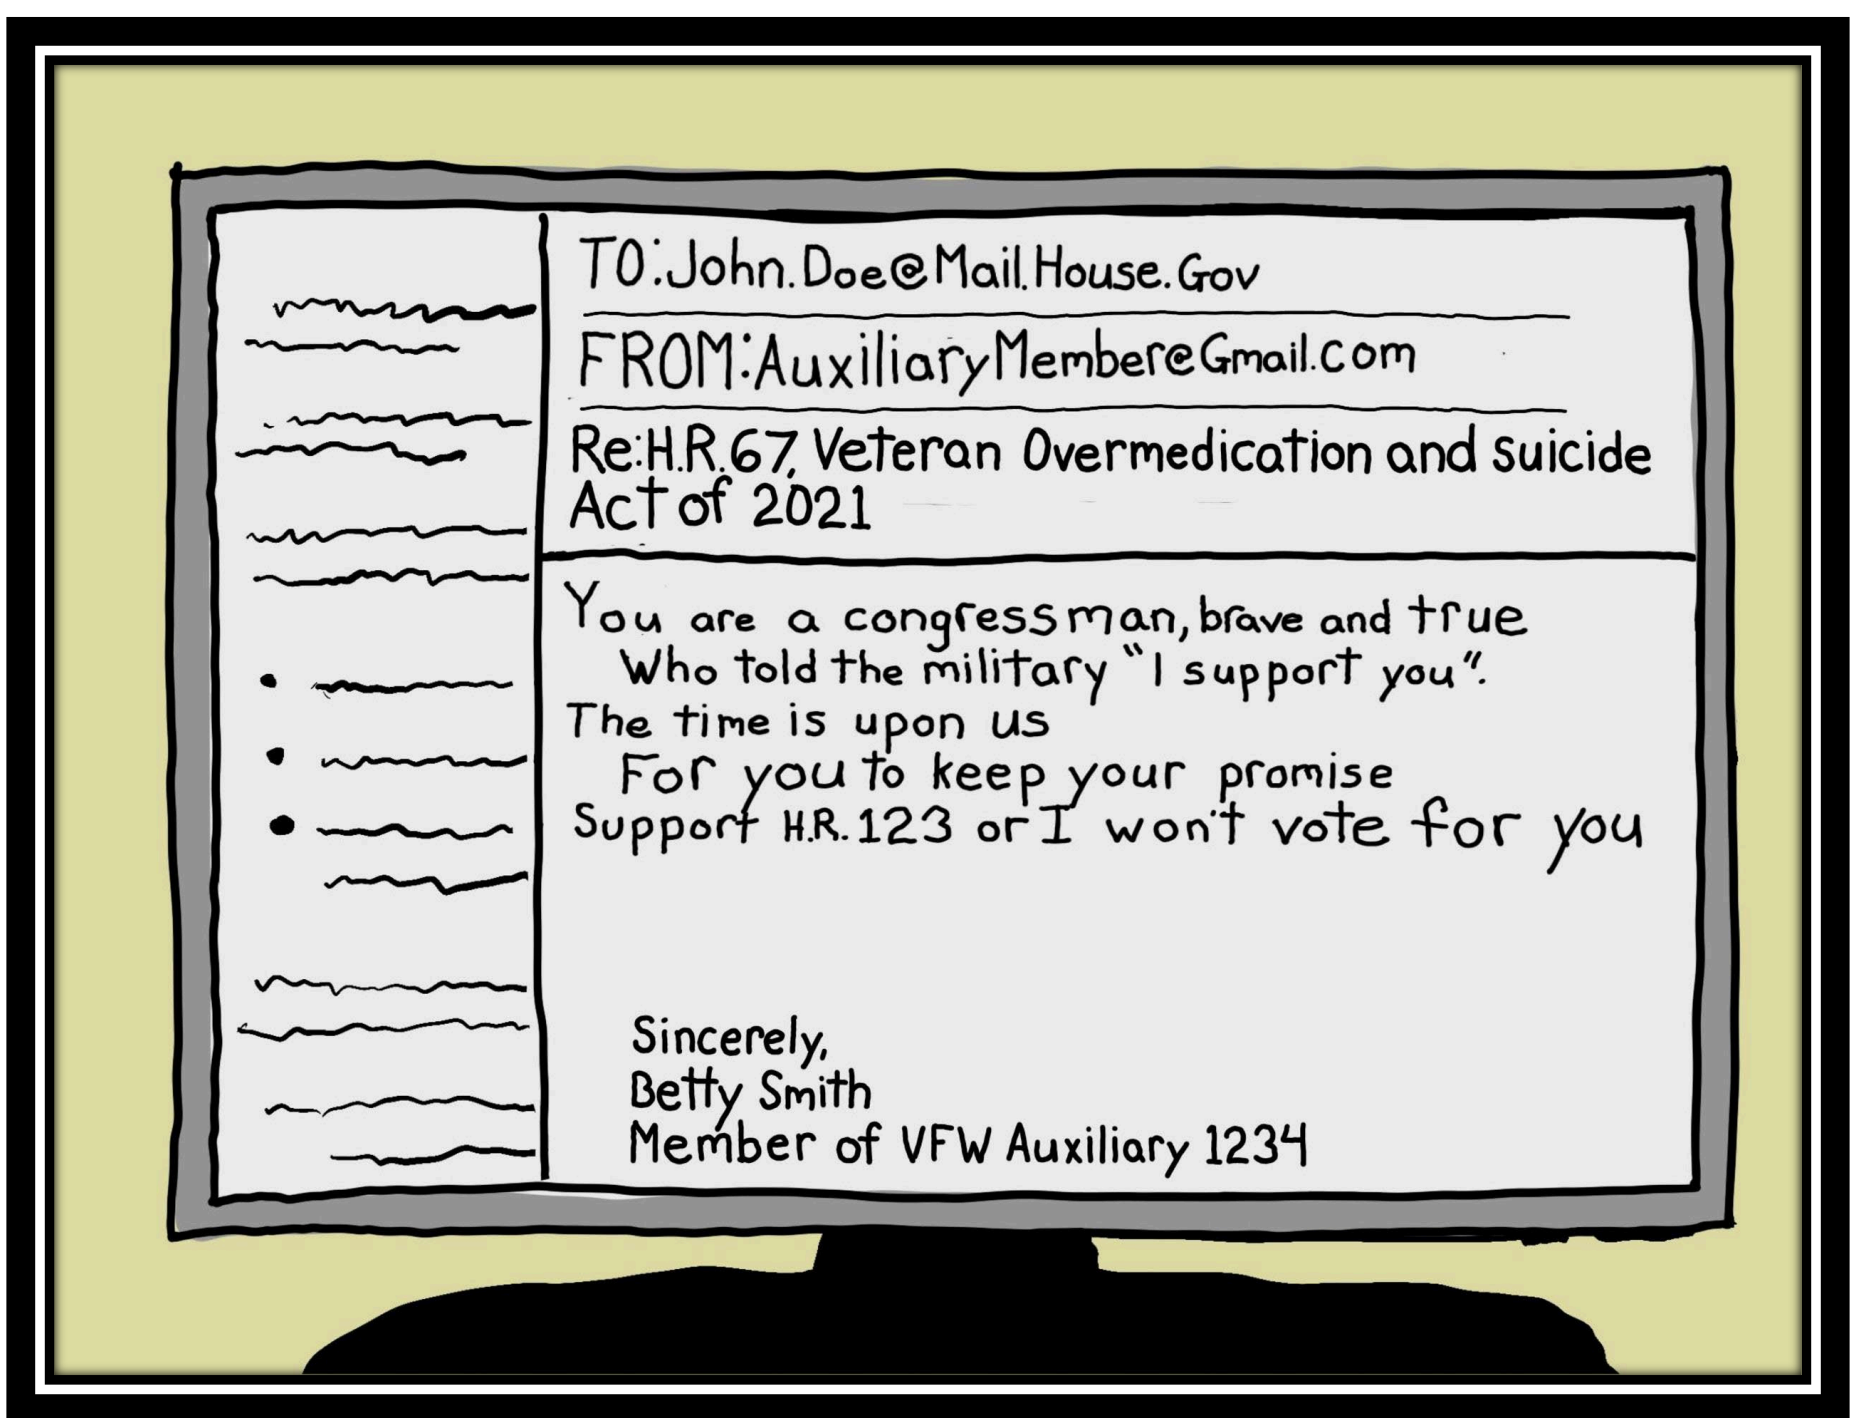 TO:John.Doe@Mail.House.Gov
FROM:AuxiliaryMember@Gmail.com
Re:H.R.67, Veteran Overmedication and suicide
Act of 2021
You are a congressman, brave and true
Who told the military "I support you".
The time is upon us
For you to keep your promise
Support H.R.123 or I won't vote for you
Sincerely,
Betty Smith
Member of VFW Auxiliary 1234